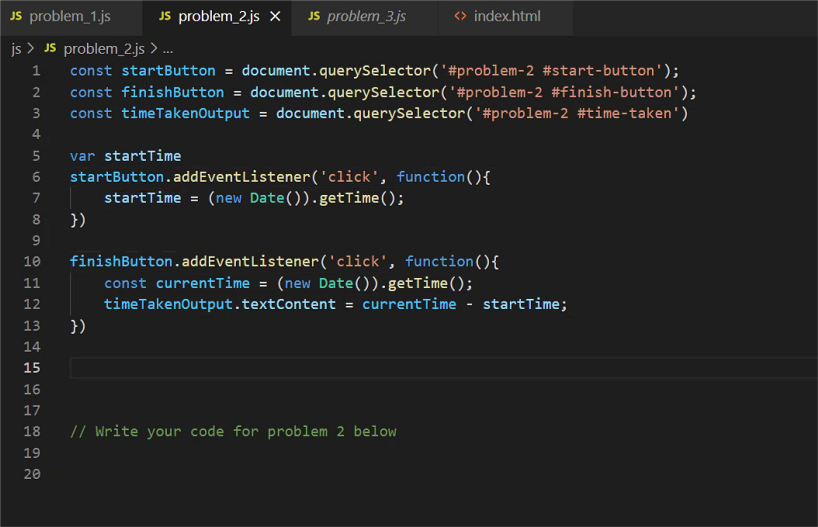 JS problem_1.js JS problem_2.js × JS problem_3.js <> index.html
js > JS problem_2.js > ...
1 const startButton = document.querySelector('#problem-2 #start-button');
2 const finishButton = document.querySelector('#problem-2 #finish-button');
3 const timeTakenOutput = document.querySelector('#problem-2 #time-taken')
4
5 var startTime
6 startButton.addEventListener('click', function(){
7 startTime = (new Date()).getTime();
8 })
9
10 finishButton.addEventListener('click', function(){
11 const currentTime = (new Date()).getTime();
12 timeTakenOutput.textContent = currentTime - startTime;
13 })
14
15
16
17
18 // Write your code for problem 2 below
19
20